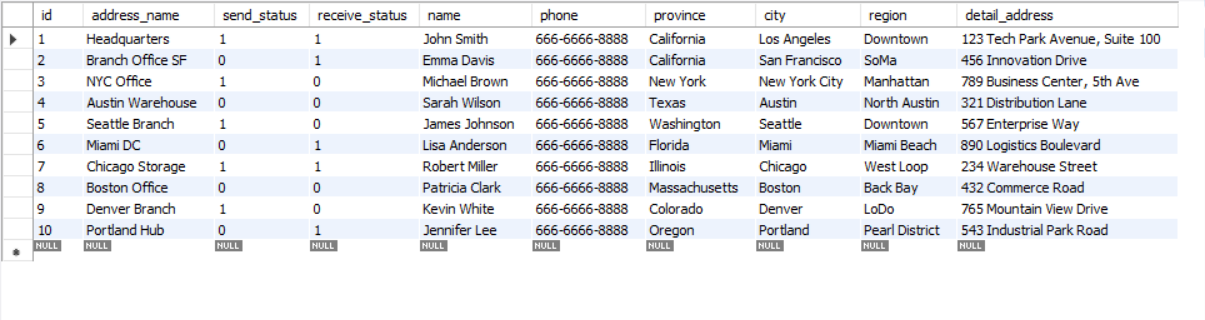 id address_name send_status receive_status name phone province city region detail_address
1 Headquarters 1 1 John Smith 666-6666-8888 California Los Angeles Downtown 123 Tech Park Avenue, Suite 100
2 Branch Office SF 0 1 Emma Davis 666-6666-8888 California San Francisco SoMa 456 Innovation Drive
3 NYC Office 1 0 Michael Brown 666-6666-8888 New York New York City Manhattan 789 Business Center, 5th Ave
4 Austin Warehouse 0 0 Sarah Wilson 666-6666-8888 Texas Austin North Austin 321 Distribution Lane
5 Seattle Branch 1 0 James Johnson 666-6666-8888 Washington Seattle Downtown 567 Enterprise Way
6 Miami DC 0 1 Lisa Anderson 666-6666-8888 Florida Miami Miami Beach 890 Logistics Boulevard
7 Chicago Storage 1 1 Robert Miller 666-6666-8888 Illinois Chicago West Loop 234 Warehouse Street
8 Boston Office 0 0 Patricia Clark 666-6666-8888 Massachusetts Boston Back Bay 432 Commerce Road
9 Denver Branch 1 0 Kevin White 666-6666-8888 Colorado Denver LoDo 765 Mountain View Drive
10 Portland Hub 0 1 Jennifer Lee 666-6666-8888 Oregon Portland Pearl District 543 Industrial Park Road
NULL NULL NULL NULL NULL NULL NULL NULL NULL NULL